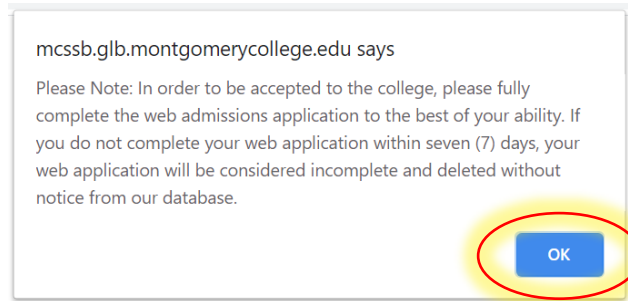 mcssb.glb.montgomerycollege.edu says
Please Note: In order to be accepted to the college, please fully
complete the web admissions application to the best of your ability. If
you do not complete your web application within seven (7) days, your
web application will be considered incomplete and deleted without
notice from our database.
OK